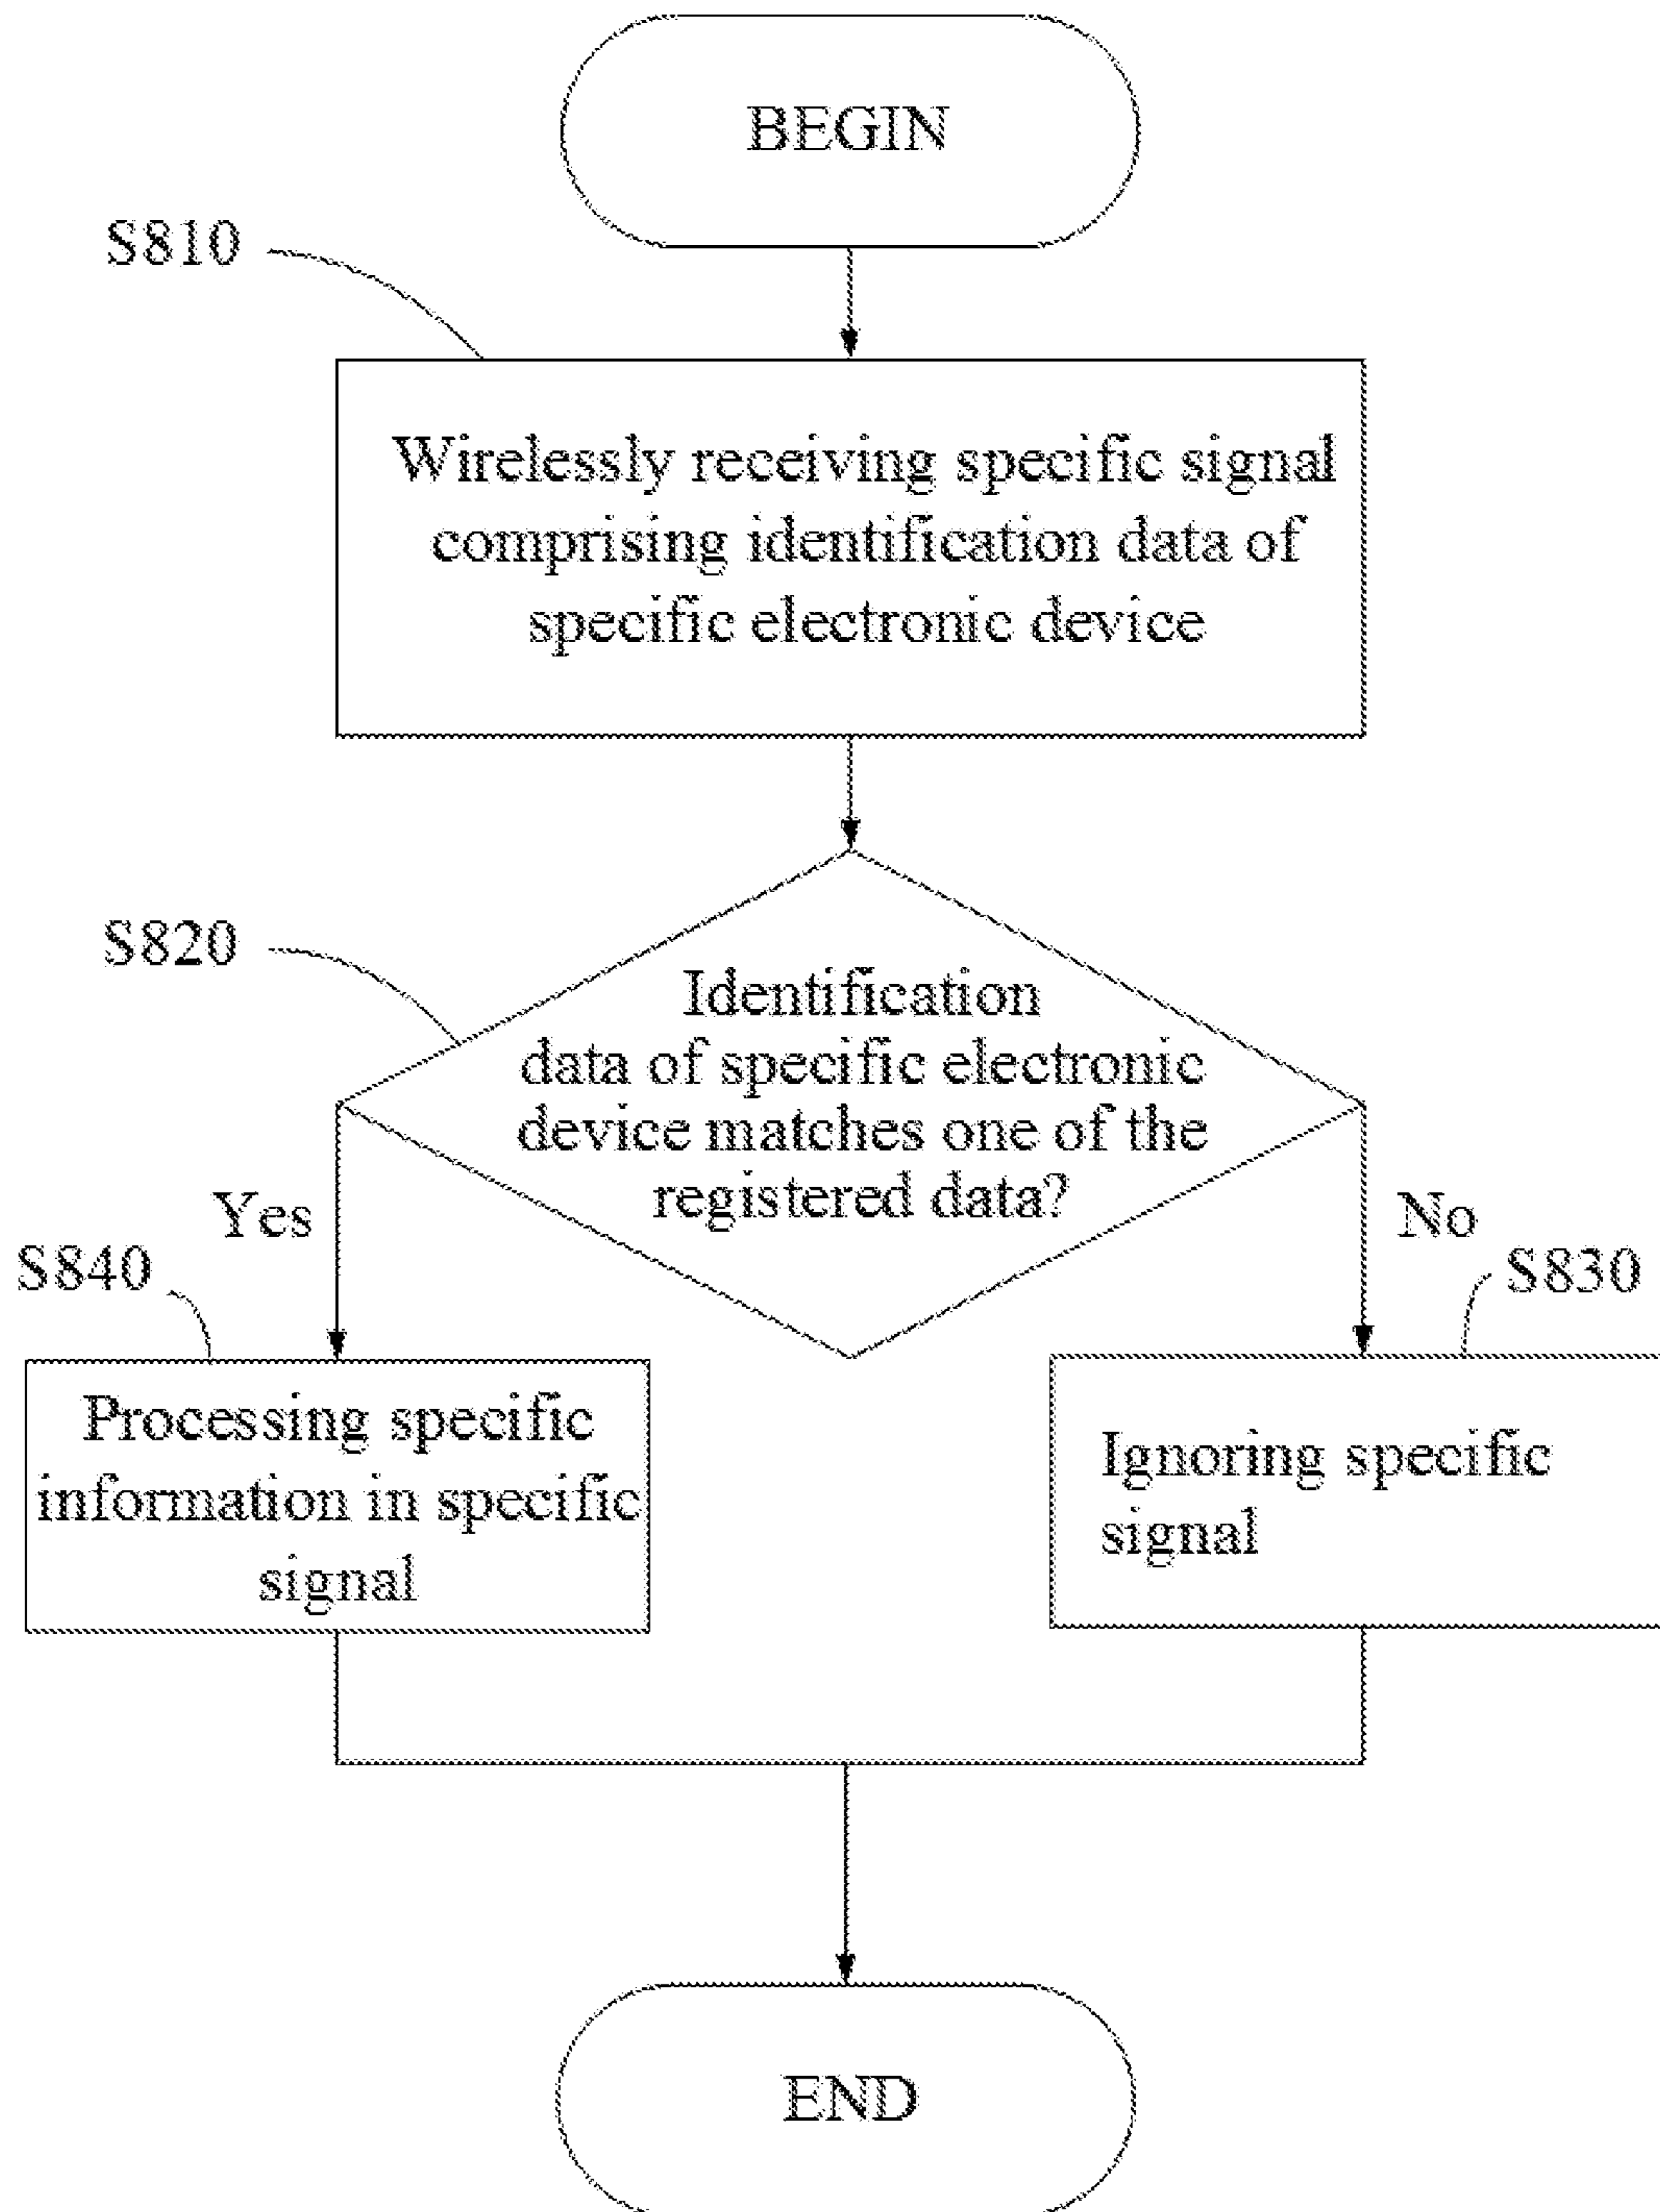 BEGIN
S810
Wirelessly receiving specific signal
comprising identification data of
specific electronic device
S820
Identification
data of specific electronic
device matches one of the
registered data?
Yes
No
S840
S830
Processing specific
information in specific
signal
Ignoring specific
signal
END